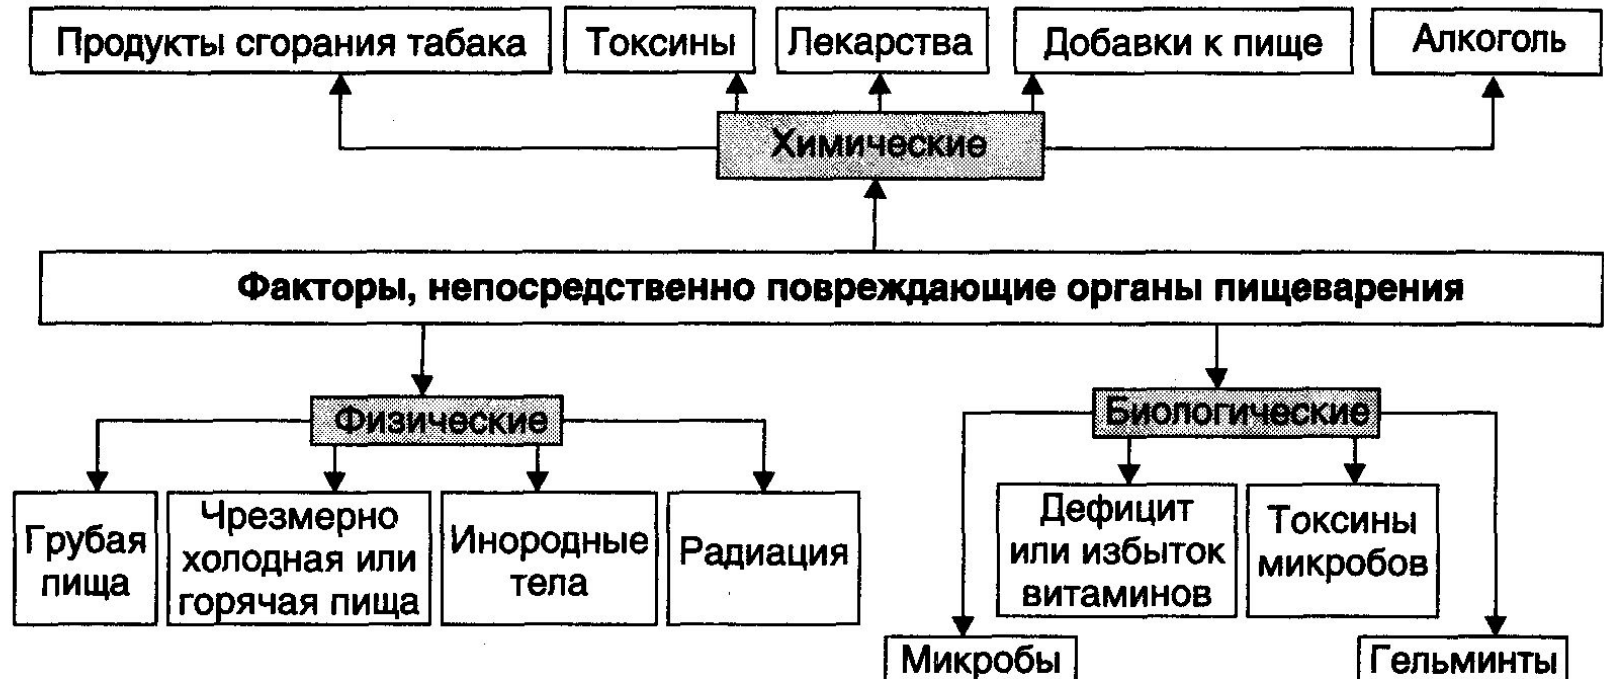 Продукты сгорания табака
Токсины
Лекарства
Добавки к пище
Алкоголь
Химические
Факторы, непосредственно повреждающие органы пищеварения
Физические
Биологические
Грубая
пища
Чрезмерно
холодная или
горячая пища
Инородные
тела
Радиация
Дефицит
или избыток
витаминов
Токсины
микробов
Микробы
Гельминты